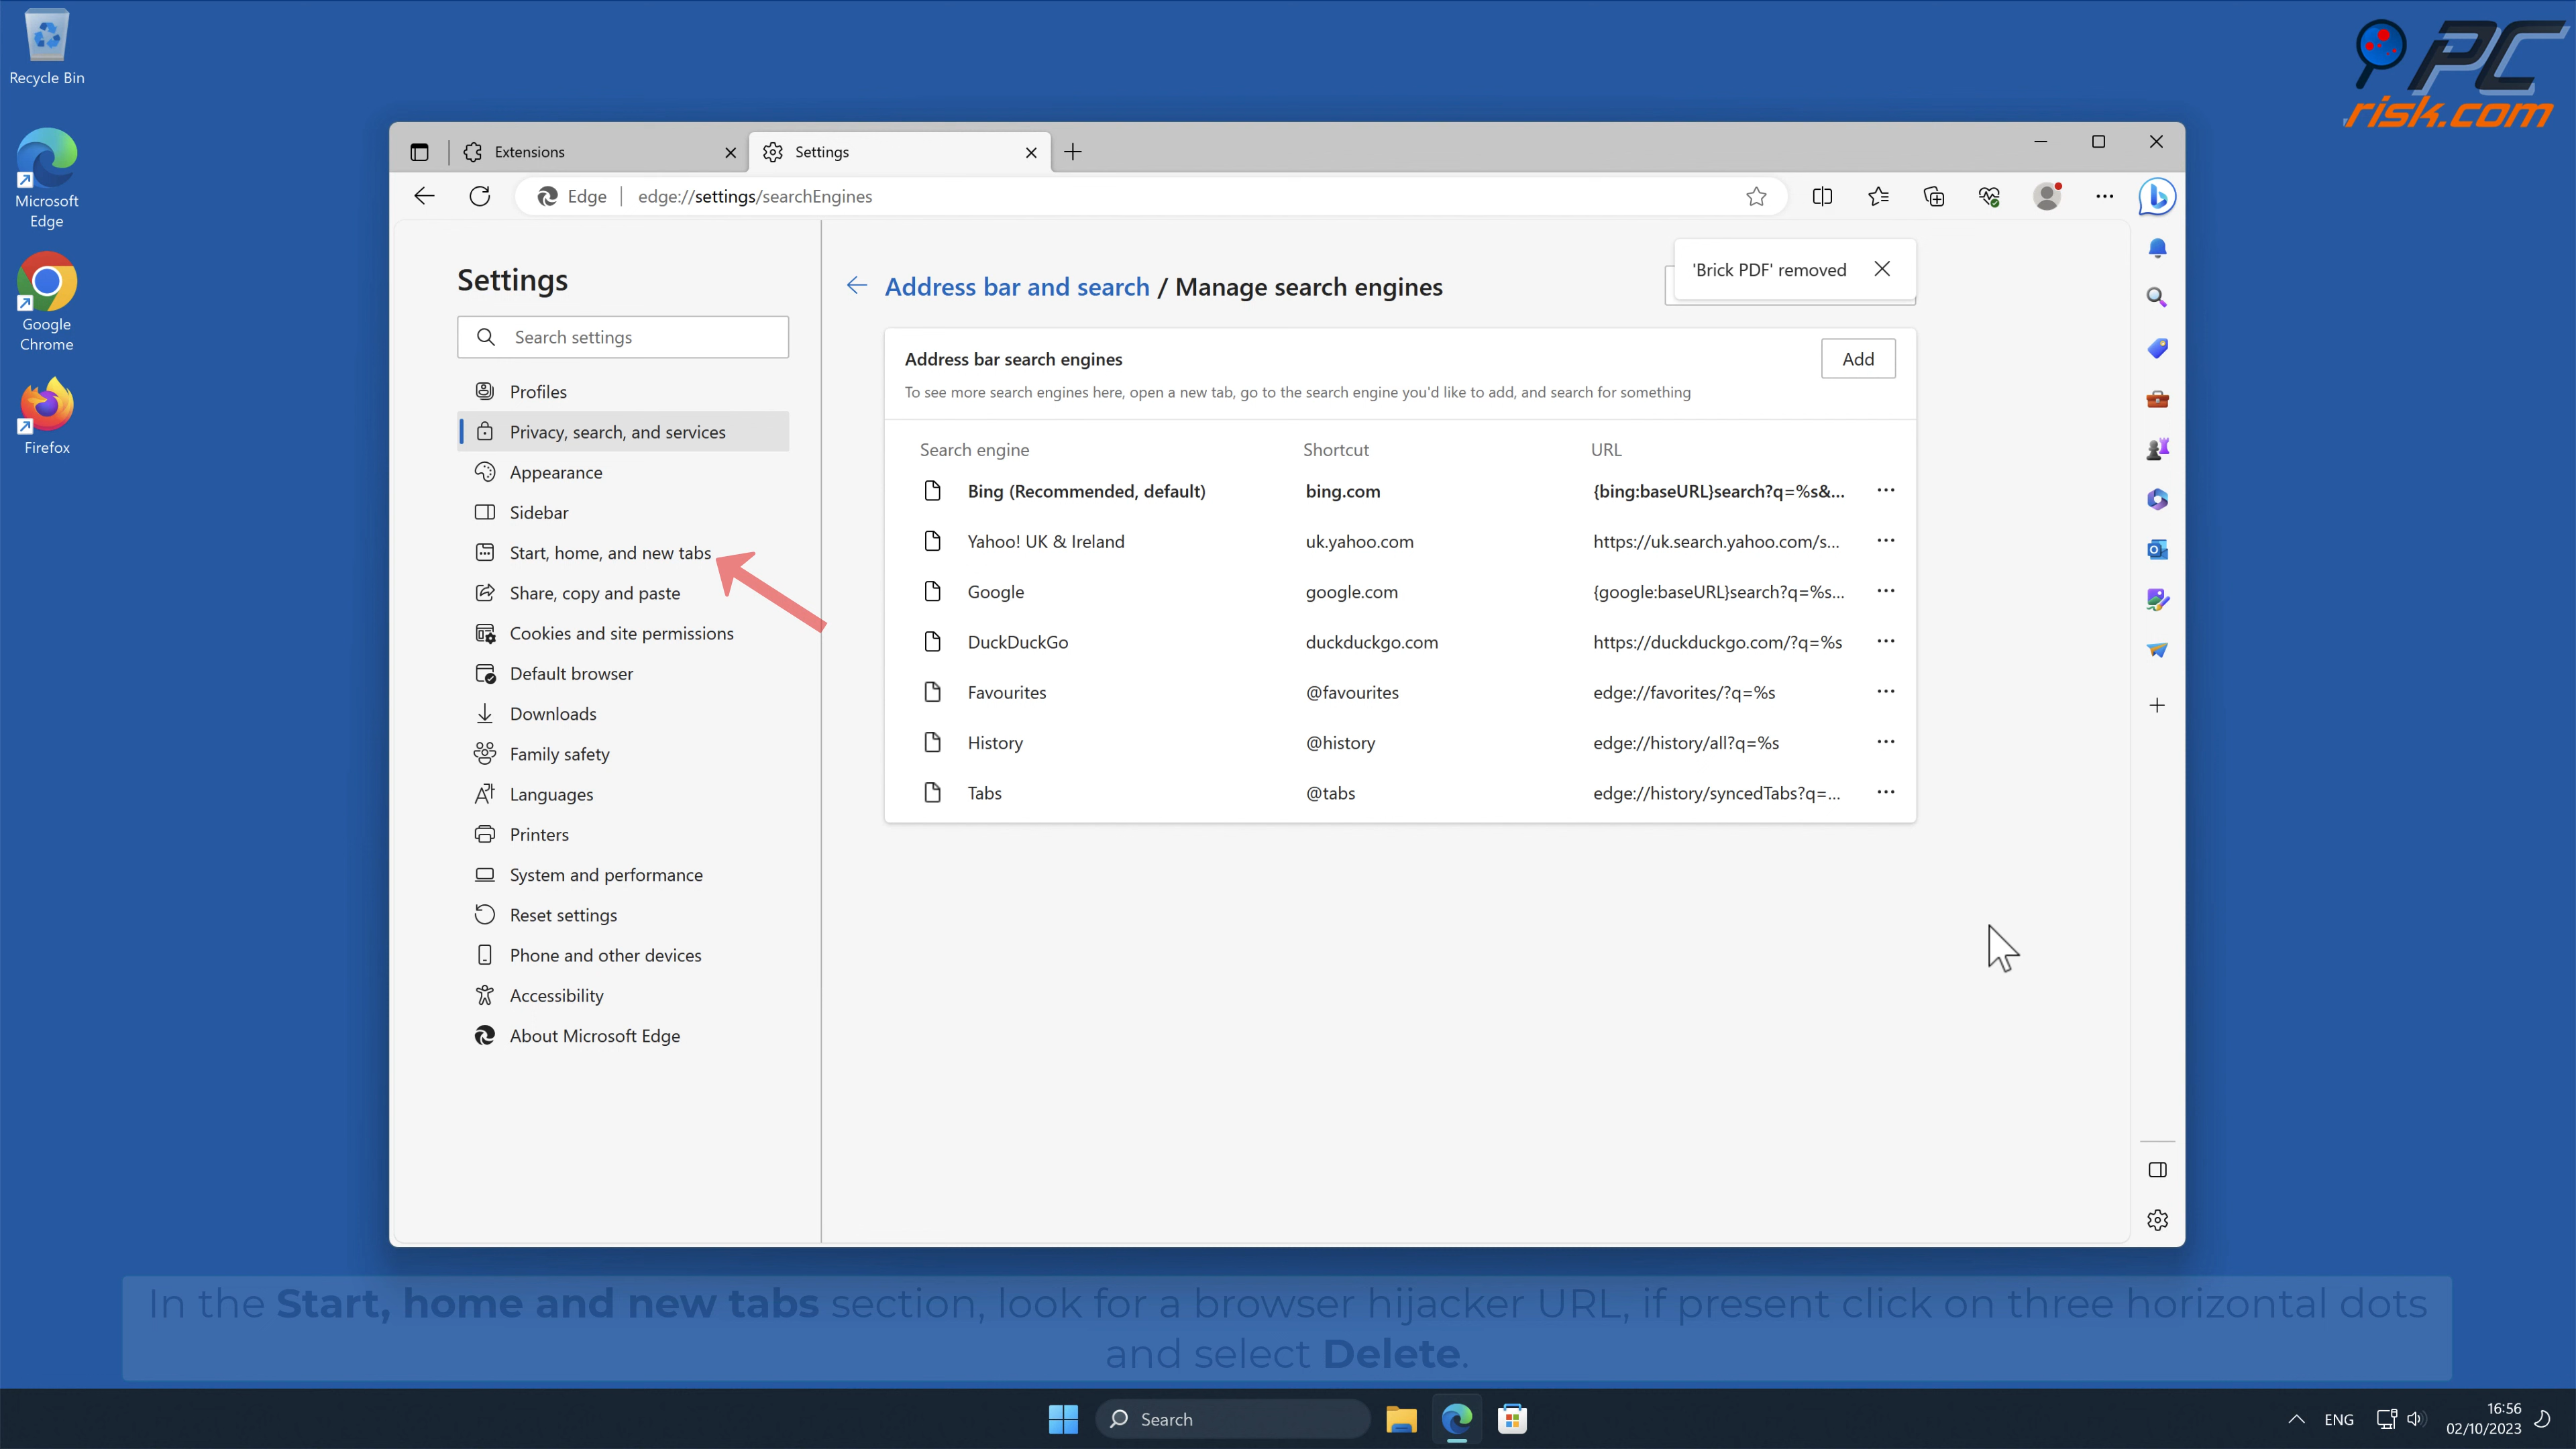 Recycle Bin
Microsoft
Edge
Google
Chrome
Firefox
PC
risk.com
Extensions
Settings
Edge
edge://settings/searchEngines
Settings
Search settings
Profiles
Privacy, search, and services
Appearance
Sidebar
Start, home, and new tabs
Share, copy and paste
Cookies and site permissions
Default browser
Downloads
Family safety
Languages
Printers
System and performance
Reset settings
Phone and other devices
Accessibility
About Microsoft Edge
Address bar and search / Manage search engines
'Brick PDF' removed
Address bar search engines
Add
To see more search engines here, open a new tab, go to the search engine you'd like to add, and search for something
Search engine Shortcut URL
Bing (Recommended, default) bing.com {bing:baseURL}search?q=%s&...
Yahoo! UK & Ireland uk.yahoo.com https://uk.search.yahoo.com/s...
Google google.com {google:baseURL}search?q=%s...
DuckDuckGo duckduckgo.com https://duckduckgo.com/?q=%s
Favourites @favourites edge://favorites/?q=%s
History @history edge://history/all?q=%s
Tabs @tabs edge://history/syncedTabs?q=...
In the Start, home and new tabs section, look for a browser hijacker URL, if present click on three horizontal dots
and select Delete.
Search
ENG
16:56
02/10/2023